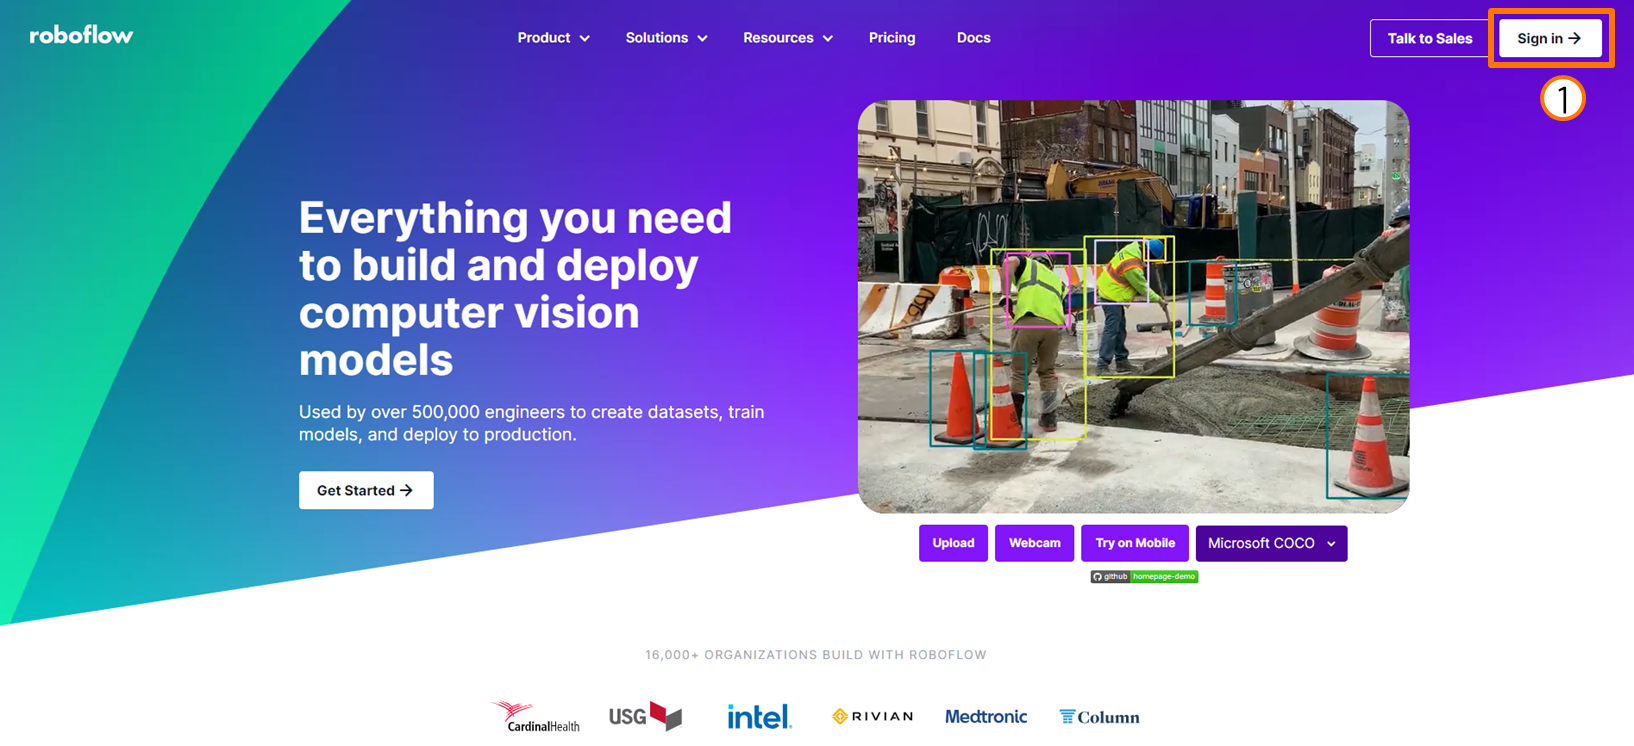 roboflow
Product
Solutions
Resources
Pricing
Docs
Talk to Sales
Sign in →
1
Everything you need
to build and deploy
computer vision
models
Used by over 500,000 engineers to create datasets, train
models, and deploy to production.
Get Started →
Upload
Webcam
Try on Mobile
Microsoft COCO
github
homepage-demo
16,000+ ORGANIZATIONS BUILD WITH ROBOFLOW
CardinalHealth
USG
intel.
RIVIAN
Medtronic
Column